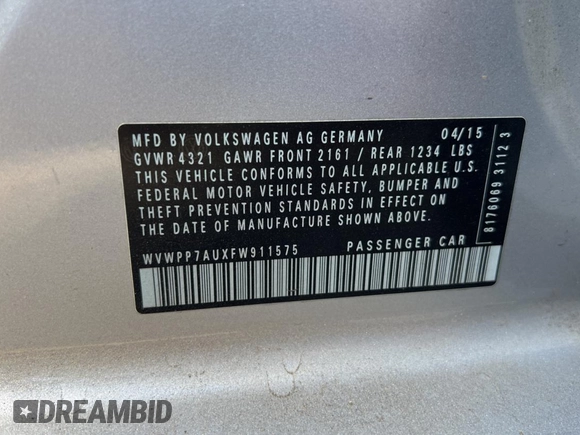 MFD BY VOLKSWAGEN AG GERMANY 04/15
GVWR 4321 GAWR FRONT 2161 / REAR 1234 LBS
THIS VEHICLE CONFORMS TO ALL APPLICABLE U.S.
FEDERAL MOTOR VEHICLE SAFETY, BUMPER AND
THEFT PREVENTION STANDARDS IN EFFECT ON
THE DATE OF MANUFACTURE SHOWN ABOVE.
WVWPP7AUXFW911575 PASSENGER CAR
8176069 3112 3
DREAMBID